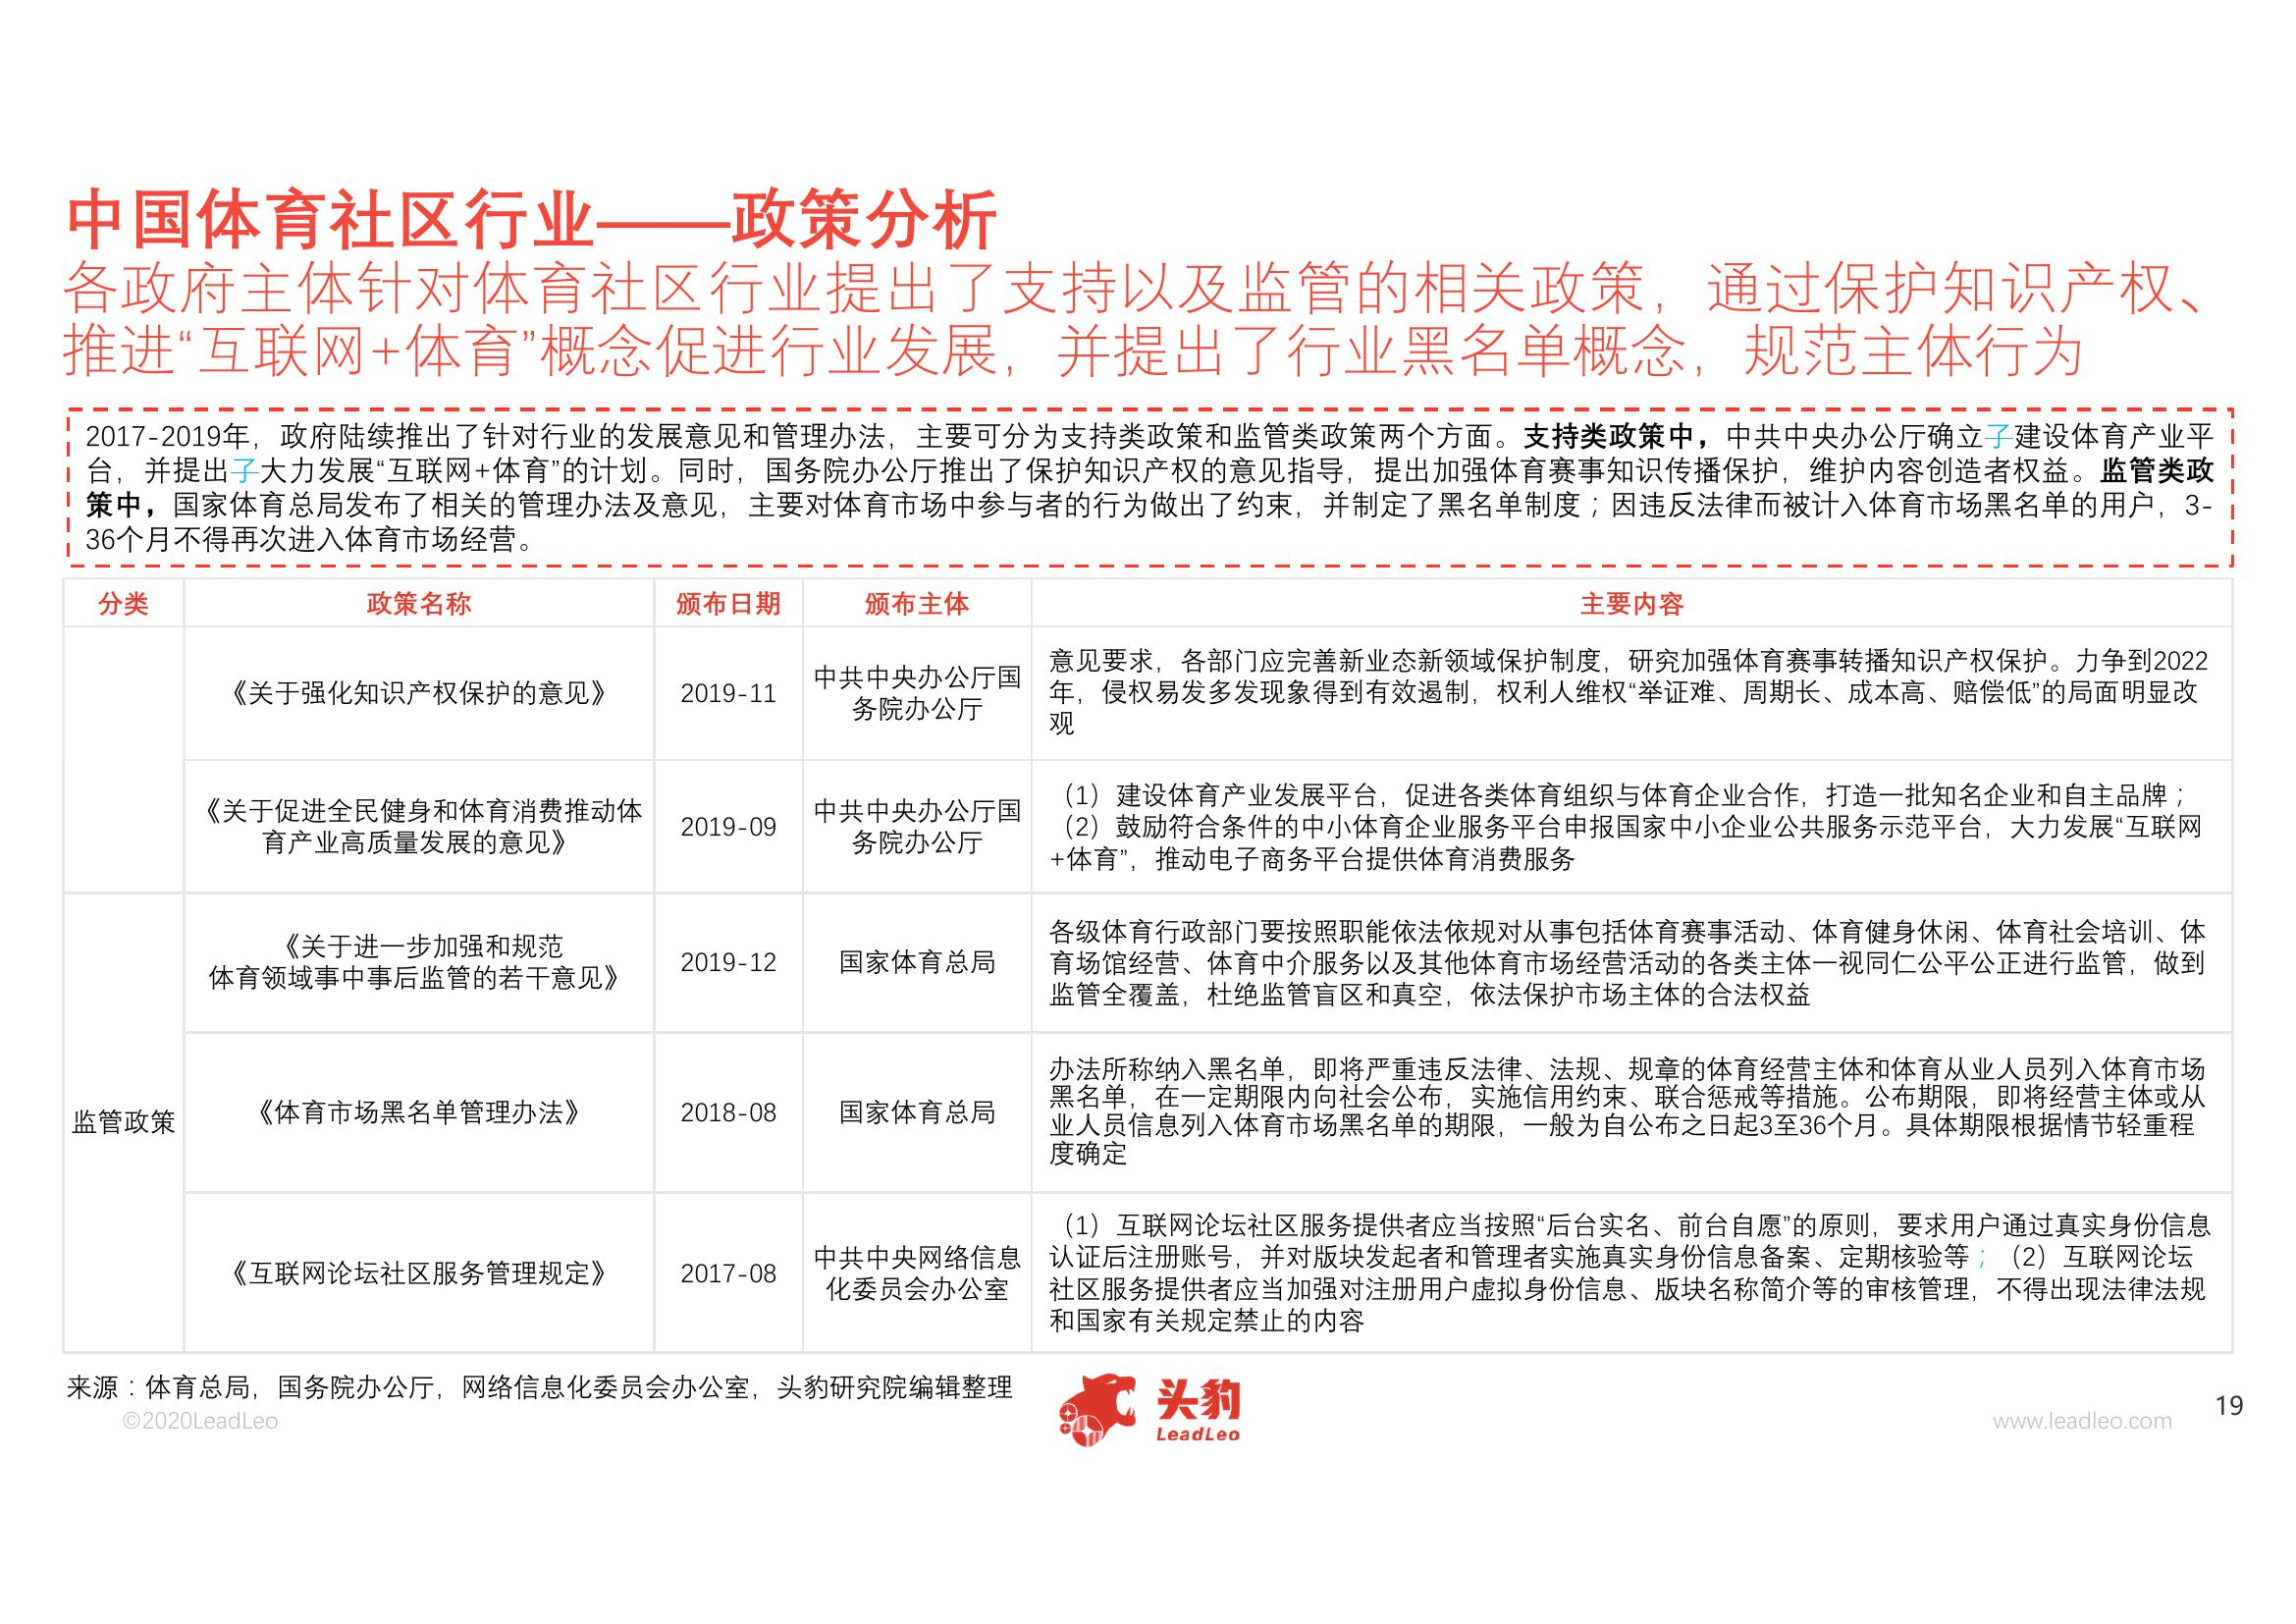 中国体育社区行业——政策分析
各政府主体针对体育社区行业提出了支持以及监管的相关政策，通过保护知识产权、
推进“互联网+体育”概念促进行业发展，并提出了行业黑名单概念，规范主体行为
2017-2019年，政府陆续推出了针对行业的发展意见和管理办法，主要可分为支持类政策和监管类政策两个方面。支持类政策中，中共中央办公厅确立子建设体育产业平
台，并提出子大力发展“互联网+体育”的计划。同时，国务院办公厅推出了保护知识产权的意见指导，提出加强体育赛事知识传播保护，维护内容创造者权益。监管类政
策中，国家体育总局发布了相关的管理办法及意见，主要对体育市场中参与者的行为做出了约束，并制定了黑名单制度；因违反法律而被计入体育市场黑名单的用户，3-
36个月不得再次进入体育市场经营。
分类
政策名称
颁布日期
颁布主体
主要内容
《关于强化知识产权保护的意见》
2019-11
中共中央办公厅国
务院办公厅
意见要求，各部门应完善新业态新领域保护制度，研究加强体育赛事转播知识产权保护。力争到2022
年，侵权易发多发现象得到有效遏制，权利人维权“举证难、周期长、成本高、赔偿低”的局面明显改
观
《关于促进全民健身和体育消费推动体
育产业高质量发展的意见》
2019-09
中共中央办公厅国
务院办公厅
（1）建设体育产业发展平台，促进各类体育组织与体育企业合作，打造一批知名企业和自主品牌；
（2）鼓励符合条件的中小体育企业服务平台申报国家中小企业公共服务示范平台，大力发展“互联网
+体育”，推动电子商务平台提供体育消费服务
监管政策
《关于进一步加强和规范
体育领域事中事后监管的若干意见》
2019-12
国家体育总局
各级体育行政部门要按照职能依法依规对从事包括体育赛事活动、体育健身休闲、体育社会培训、体
育场馆经营、体育中介服务以及其他体育市场经营活动的各类主体一视同仁公平公正进行监管，做到
监管全覆盖，杜绝监管盲区和真空，依法保护市场主体的合法权益
《体育市场黑名单管理办法》
2018-08
国家体育总局
办法所称纳入黑名单，即将严重违反法律、法规、规章的体育经营主体和体育从业人员列入体育市场
黑名单，在一定期限内向社会公布，实施信用约束、联合惩戒等措施。公布期限，即将经营主体或从
业人员信息列入体育市场黑名单的期限，一般为自公布之日起3至36个月。具体期限根据情节轻重程
度确定
《互联网论坛社区服务管理规定》
2017-08
中共中央网络信息
化委员会办公室
（1）互联网论坛社区服务提供者应当按照“后台实名、前台自愿”的原则，要求用户通过真实身份信息
认证后注册账号，并对版块发起者和管理者实施真实身份信息备案、定期核验等；（2）互联网论坛
社区服务提供者应当加强对注册用户虚拟身份信息、版块名称简介等的审核管理，不得出现法律法规
和国家有关规定禁止的内容
来源：体育总局，国务院办公厅，网络信息化委员会办公室，头豹研究院编辑整理
©2020LeadLeo
头豹
LeadLeo
www.leadleo.com
19